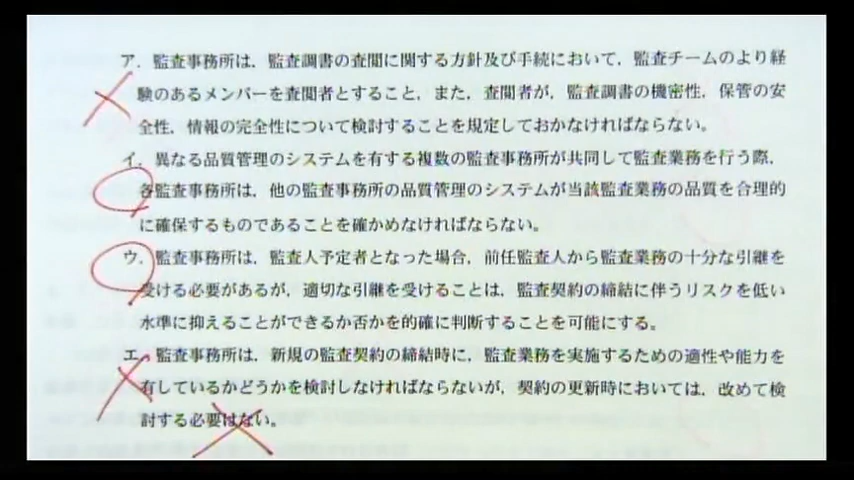 ア．監査事務所は，監査調書の査閲に関する方針及び手続において，監査チームのより経
験のあるメンバーを査閲者とすること，また，査閲者が，監査調書の機密性，保管の安
全性，情報の完全性について検討することを規定しておかなければならない。
イ．異なる品質管理のシステムを有する複数の監査事務所が共同して監査業務を行う際，
各監査事務所は，他の監査事務所の品質管理のシステムが当該監査業務の品質を合理的
に確保するものであることを確かめなければならない。
ウ．監査事務所は，監査人予定者となった場合，前任監査人から監査業務の十分な引継を
受ける必要があるが，適切な引継を受けることは，監査契約の締結に伴うリスクを低い
水準に抑えることができるか否かを的確に判断することを可能にする。
エ．監査事務所は，新規の監査契約の締結時に，監査業務を実施するための適性や能力を
有しているかどうかを検討しなければならないが，契約の更新時においては，改めて検
討する必要はない。